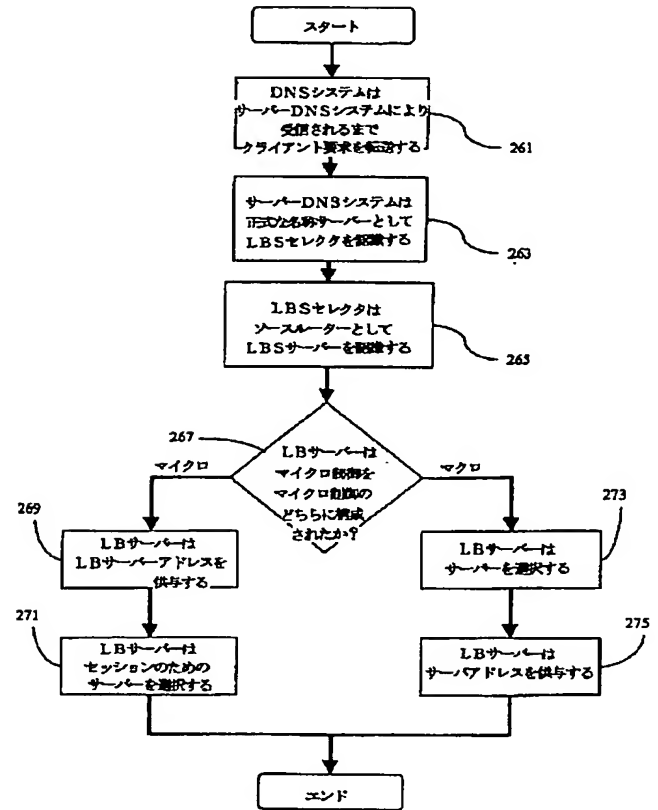 スタート
DNSシステムは
サーバーDNSシステムにより
受信されるまで
クライアント要求を転送する
261
サーバーDNSシステムは
正式な名称サーバーとして
LBSセレクタを認識する
263
LBSセレクタは
ソースルーターとして
LBSサーバーを認識する
265
267
LBサーバーは
マイクロ制御を
マイクロ制御の
どちらに構成
されたか?
マイクロ
マクロ
269
LBサーバーは
LBサーバーアドレスを
供与する
273
LBサーバーは
サーバーを選択する
271
LBサーバーは
セッションのための
サーバーを選択する
275
LBサーバーは
サーバアドレスを供与する
エンド